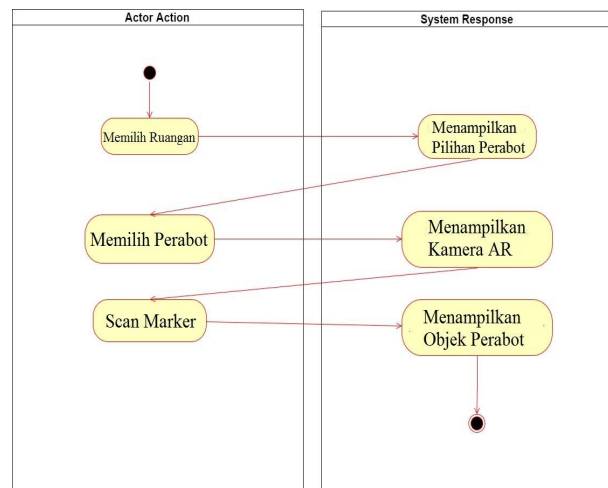 Actor Action
System Response
Memilih Ruangan
Menampilkan
Pilihan Perabot
Memilih Perabot
Menampilkan
Kamera AR
Scan Marker
Menampilkan
Objek Perabot